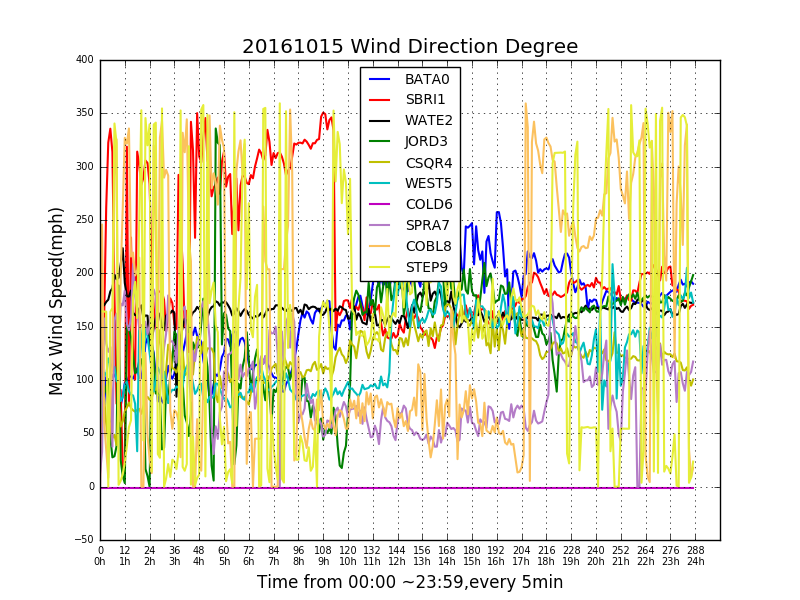 20161015 Wind Direction Degree
400
350
300
250
200
150
100
50
0
−50
Max Wind Speed(mph)
BATA0
SBRI1
WATE2
JORD3
CSQR4
WEST5
COLD6
SPRA7
COBL8
STEP9
0 12 24 36 48 60 72 84 96 108 120 132 144 156 168 180 192 204 216 228 240 252 264 276 288
0h 1h 2h 3h 4h 5h 6h 7h 8h 9h 10h 11h 12h 13h 14h 15h 16h 17h 18h 19h 20h 21h 22h 23h 24h
Time from 00:00 ~23:59,every 5min